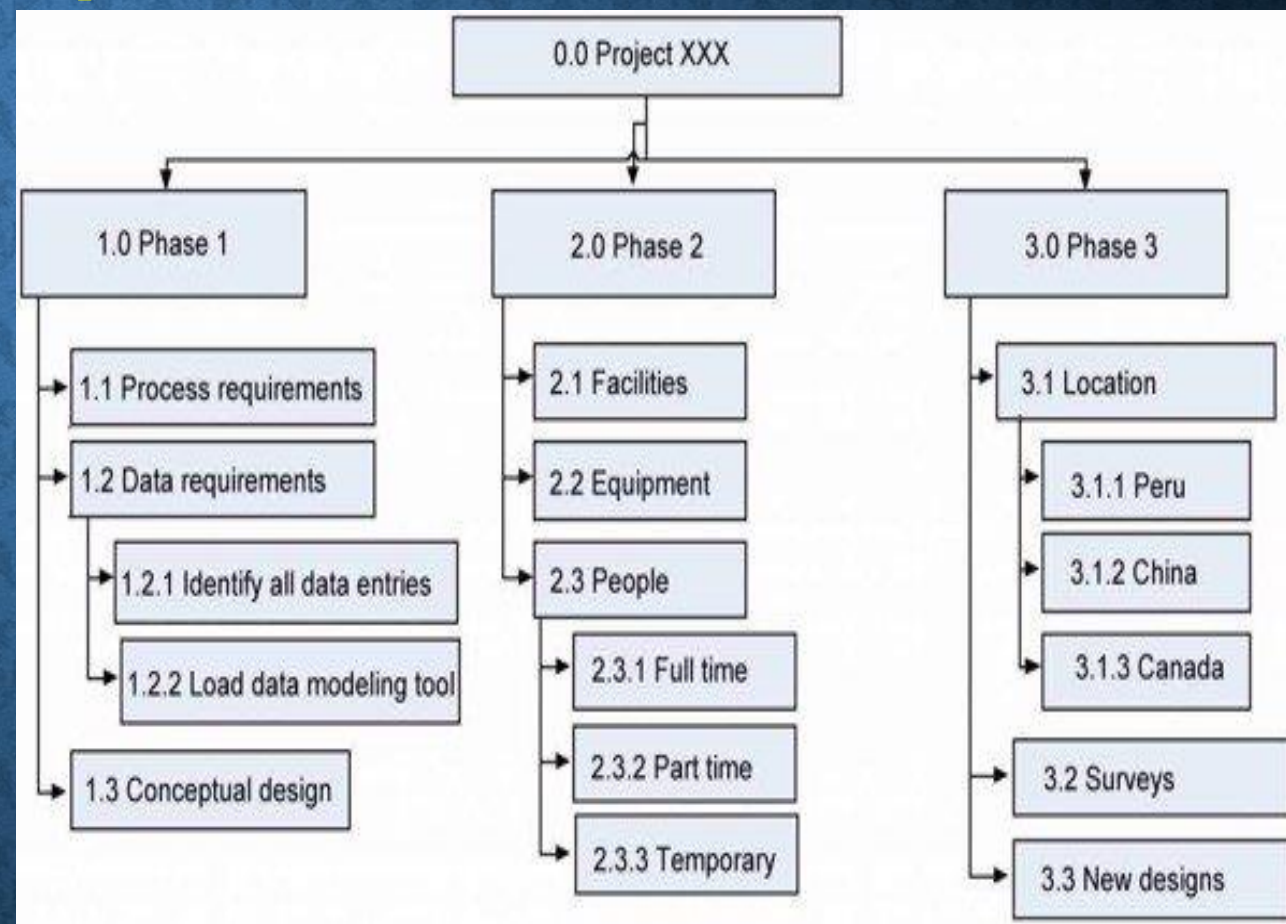 0.0 Project XXX
1.0 Phase 1
1.1 Process requirements
1.2 Data requirements
1.2.1 Identify all data entries
1.2.2 Load data modeling tool
1.3 Conceptual design
2.0 Phase 2
2.1 Facilities
2.2 Equipment
2.3 People
2.3.1 Full time
2.3.2 Part time
2.3.3 Temporary
3.0 Phase 3
3.1 Location
3.1.1 Peru
3.1.2 China
3.1.3 Canada
3.2 Surveys
3.3 New designs